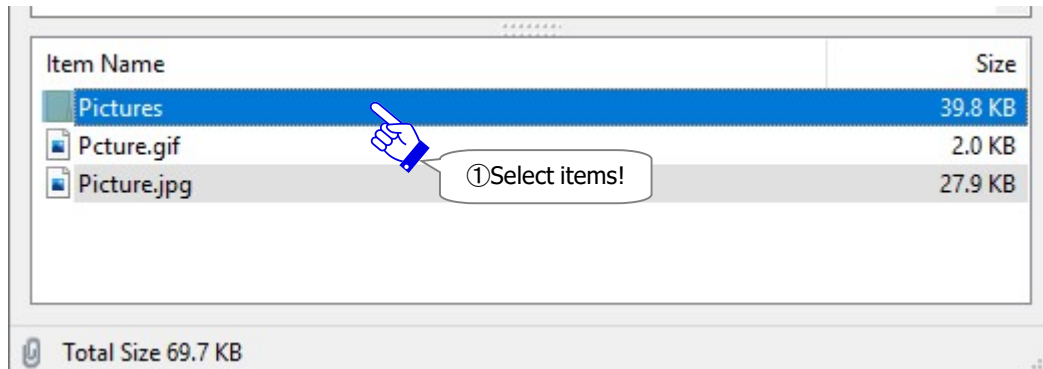 Item Name Size
Pictures 39.8 KB
Pcture.gif 2.0 KB
①Select items!
Picture.jpg 27.9 KB
Total Size 69.7 KB